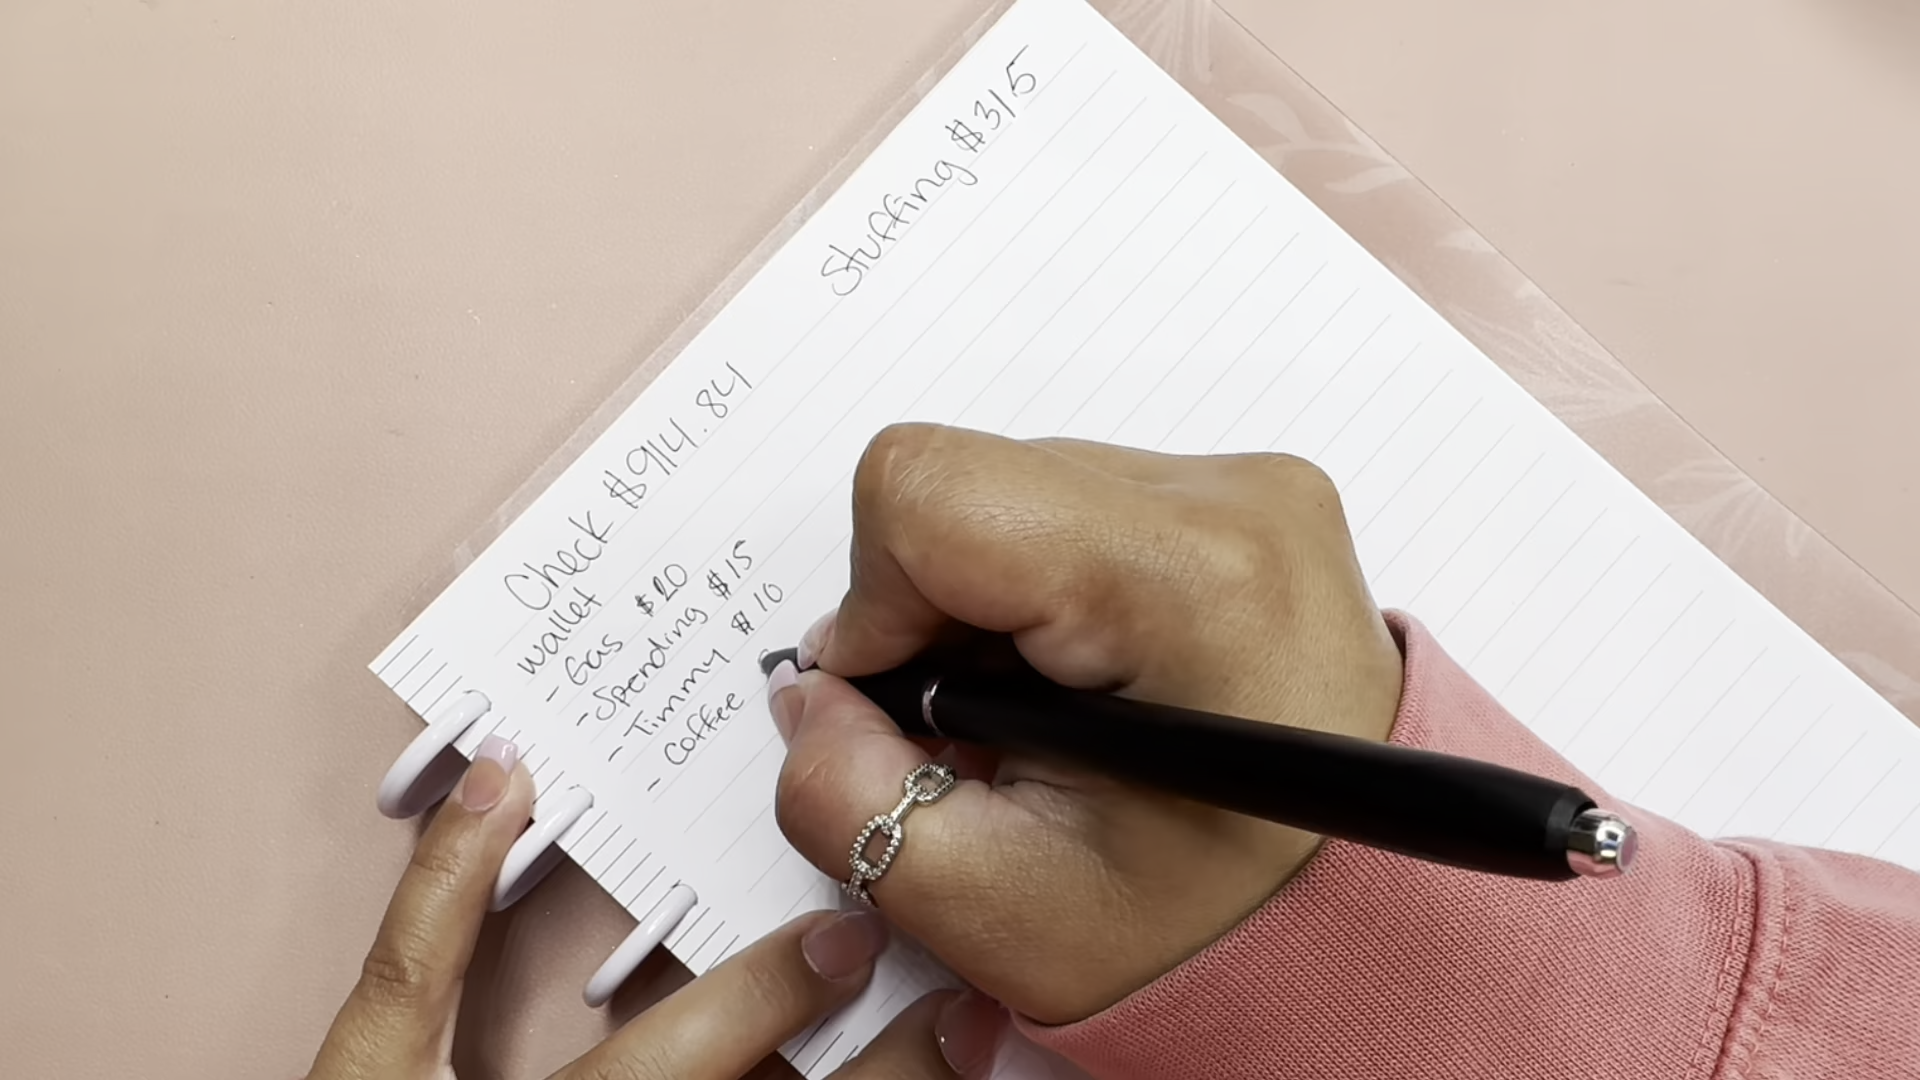 Check $914.84 Stuffing $315
wallet
- Gas $20
- Spending $15
- Timmy $10
- Coffee